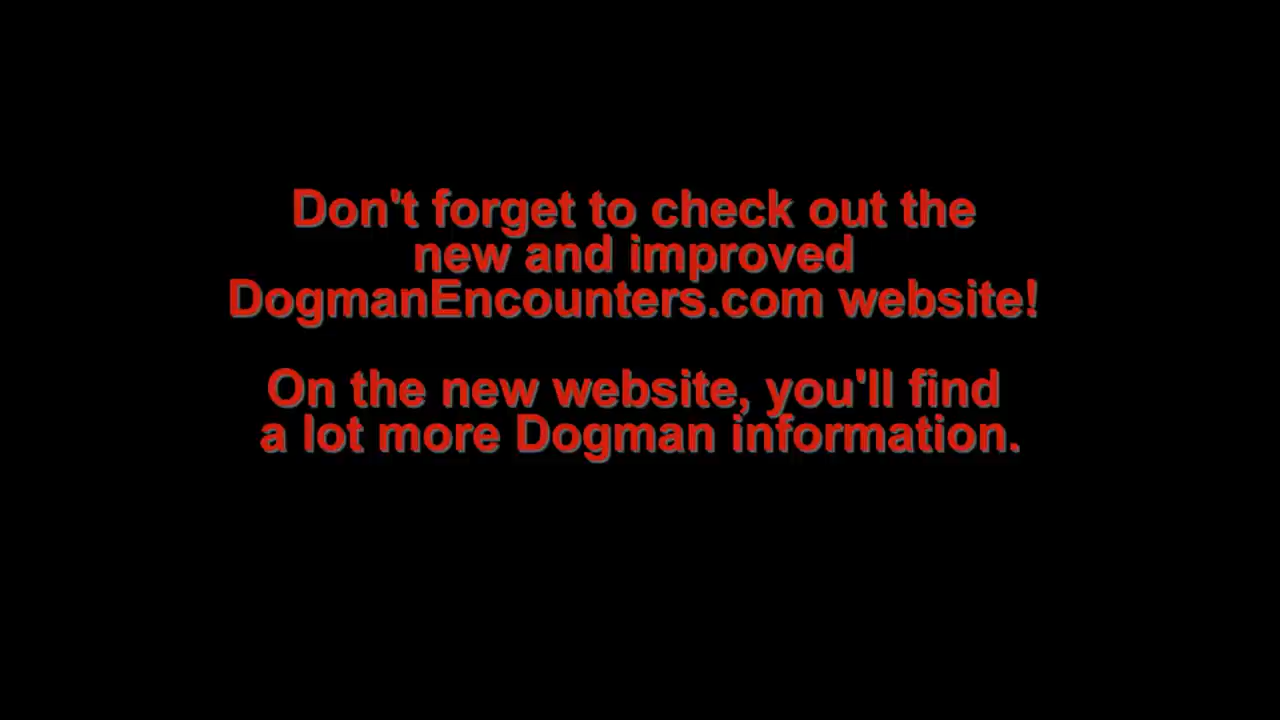 Don't forget to check out the
new and improved
DogmanEncounters.com website!
On the new website, you'll find
a lot more Dogman information.